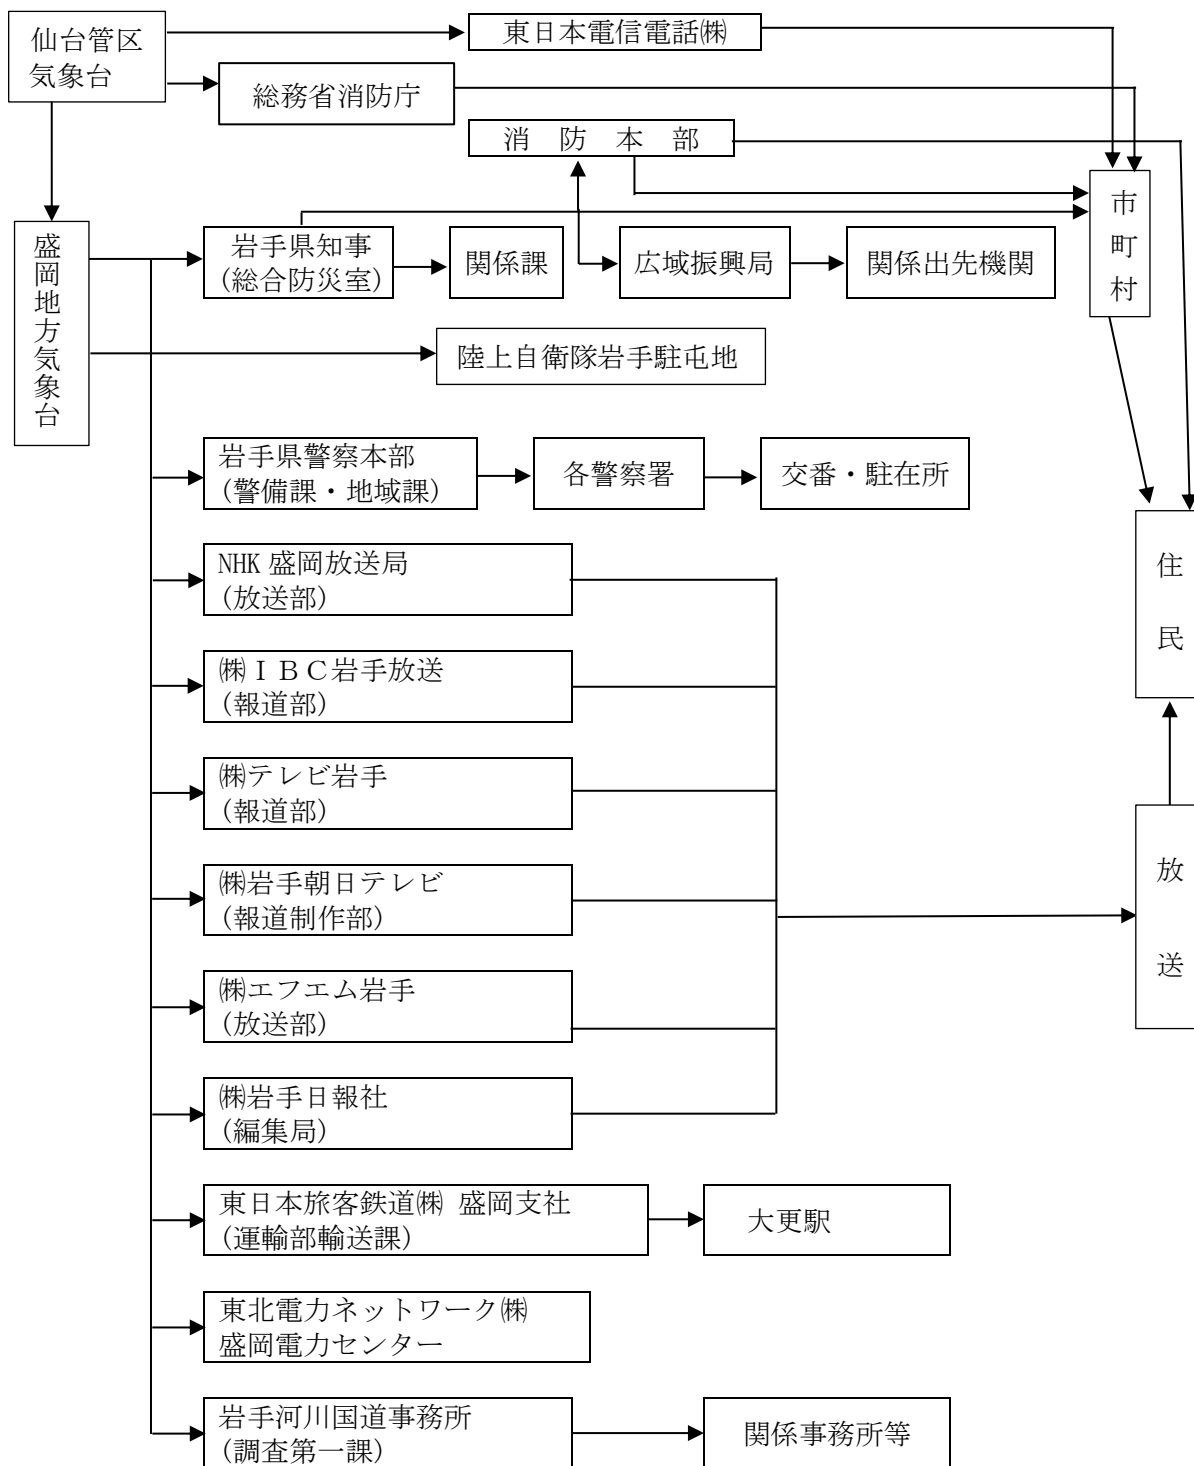 仙台管区
気象台
東日本電信電話㈱
総務省消防庁
消防本部
市町村
盛岡地方気象台
岩手県知事
(総合防災室)
関係課
広域振興局
関係出先機関
陸上自衛隊岩手駐屯地
岩手県警察本部
(警備課・地域課)
各警察署
交番・駐在所
住民
NHK 盛岡放送局
(放送部)
㈱ＩＢＣ岩手放送
(報道部)
㈱テレビ岩手
(報道部)
放送
㈱岩手朝日テレビ
(報道制作部)
㈱エフエム岩手
(放送部)
㈱岩手日報社
(編集局)
東日本旅客鉄道㈱ 盛岡支社
(運輸部輸送課)
大更駅
東北電力ネットワーク㈱
盛岡電力センター
岩手河川国道事務所
(調査第一課)
関係事務所等